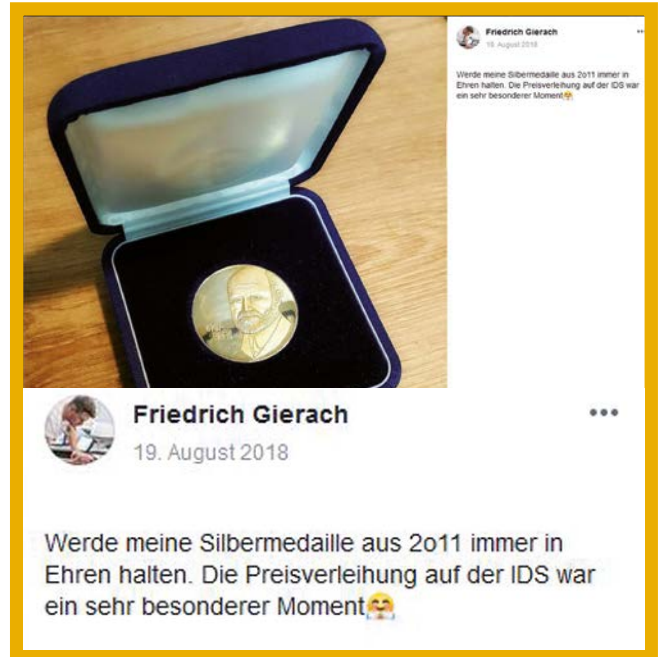 Friedrich Gierach
19. August 2018
Werde meine Silbermedaille aus 2o11 immer in
Ehren halten. Die Preisverleihung auf der IDS war
ein sehr besonderer Moment🤗
Friedrich Gierach
19. August 2018
Werde meine Silbermedaille aus 2o11 immer in
Ehren halten. Die Preisverleihung auf der IDS war
ein sehr besonderer Moment🤗